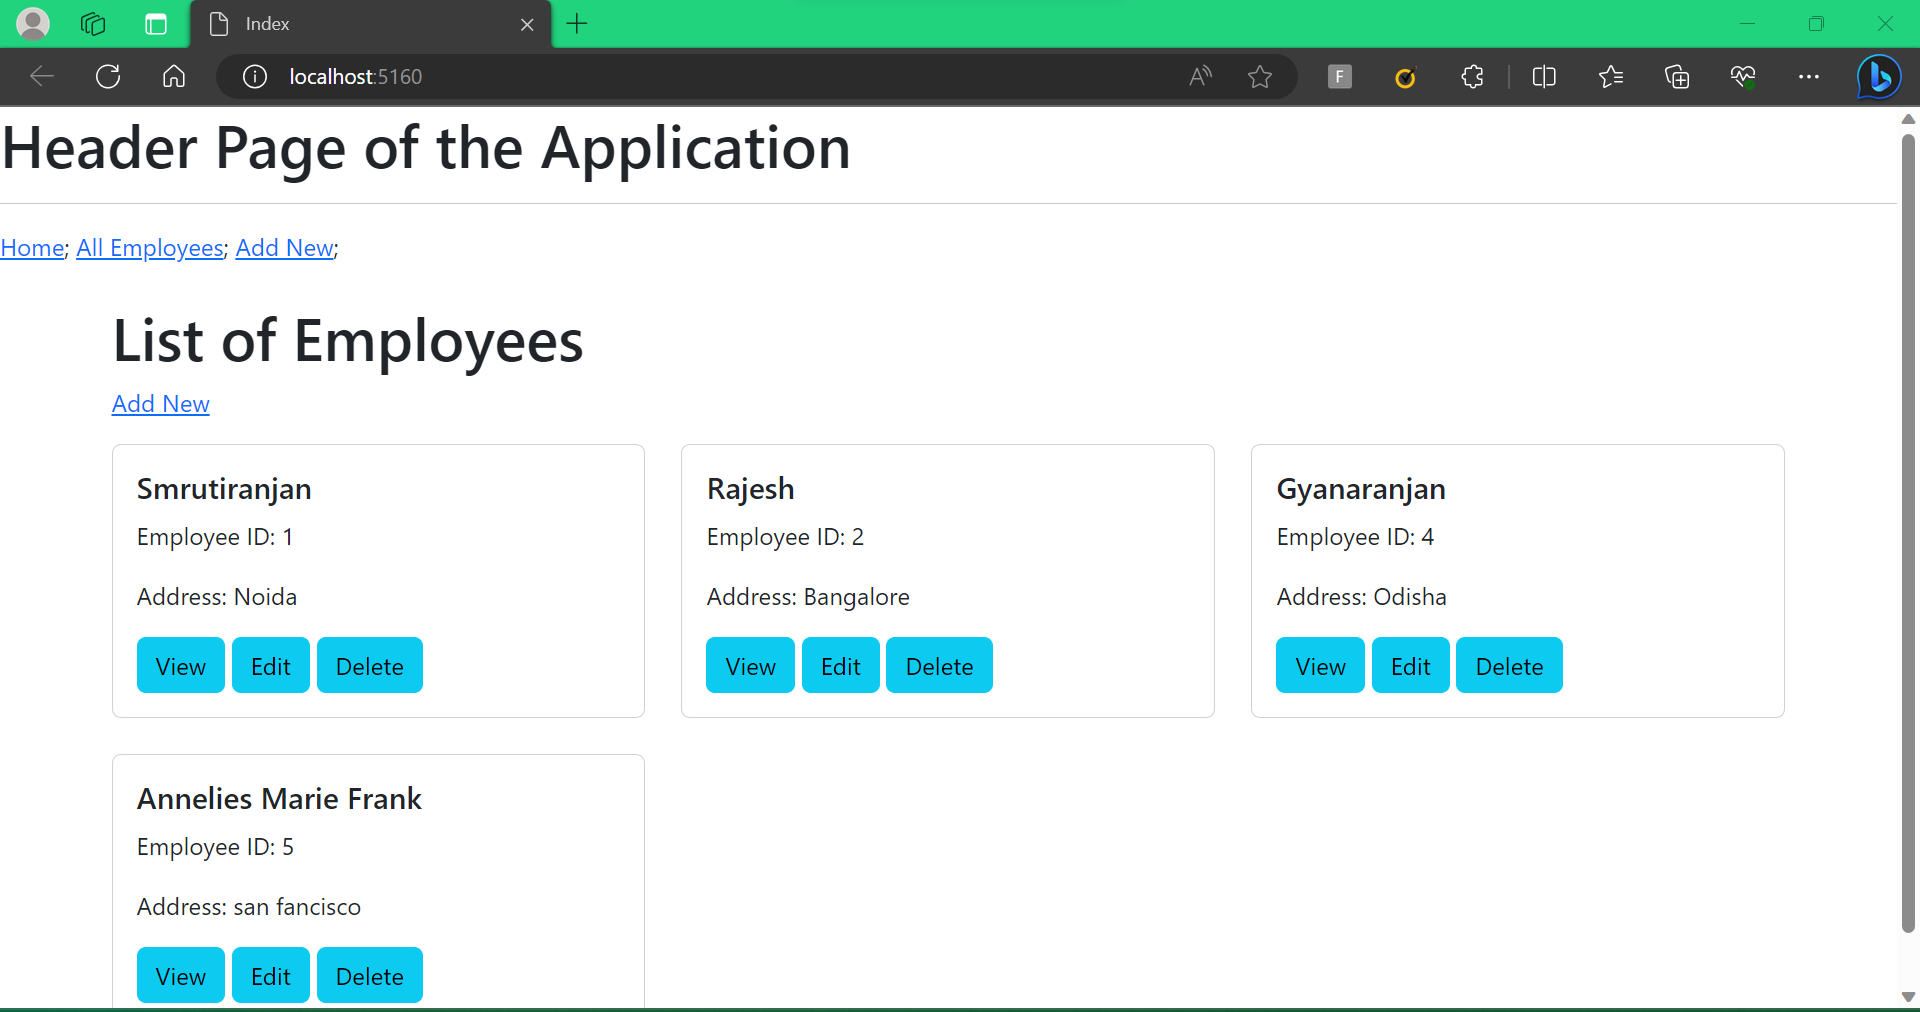 Index
localhost:5160
F
Header Page of the Application
Home; All Employees; Add New;
List of Employees
Add New
Smrutiranjan
Employee ID: 1
Address: Noida
View Edit Delete
Rajesh
Employee ID: 2
Address: Bangalore
View Edit Delete
Gyanaranjan
Employee ID: 4
Address: Odisha
View Edit Delete
Annelies Marie Frank
Employee ID: 5
Address: san fancisco
View Edit Delete